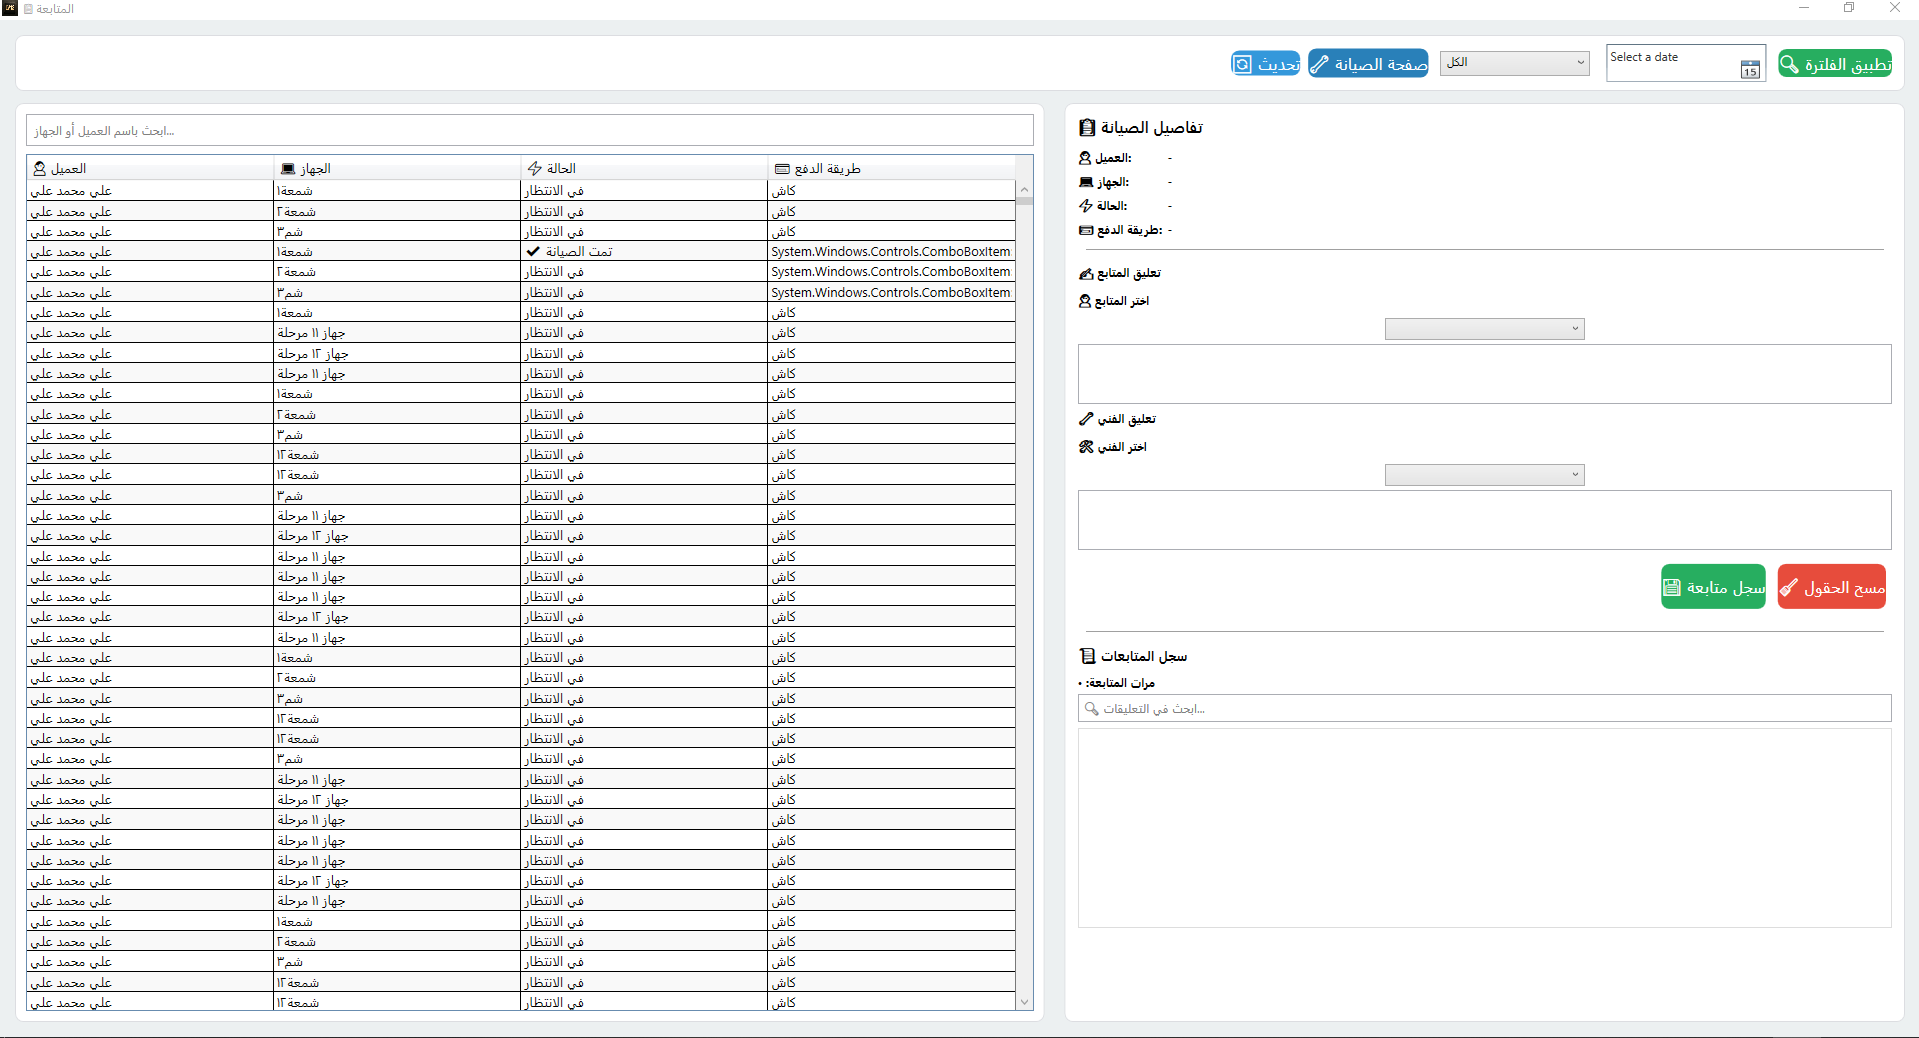 المتابعة
تحديث
صفحة الصيانة
الكل
Select a date
15
تطبيق الفلترة
ابحث باسم العميل أو الجهاز...
العميل الجهاز الحالة طريقة الدفع
علي محمد علي شمعة١ في الانتظار كاش
علي محمد علي شمعة٢ في الانتظار كاش
علي محمد علي شم٣ في الانتظار كاش
علي محمد علي شمعة١ تمت الصيانة ✔ System.Windows.Controls.ComboBoxItem:
علي محمد علي شمعة٢ في الانتظار System.Windows.Controls.ComboBoxItem:
علي محمد علي شم٣ في الانتظار System.Windows.Controls.ComboBoxItem:
علي محمد علي شمعة١ في الانتظار كاش
علي محمد علي جهاز ١١ مرحلة في الانتظار كاش
علي محمد علي جهاز ١٢ مرحلة في الانتظار كاش
علي محمد علي جهاز ١١ مرحلة في الانتظار كاش
علي محمد علي شمعة١ في الانتظار كاش
علي محمد علي شمعة٢ في الانتظار كاش
علي محمد علي شم٣ في الانتظار كاش
علي محمد علي شمعة١٢ في الانتظار كاش
علي محمد علي شمعة١٢ في الانتظار كاش
علي محمد علي شم٣ في الانتظار كاش
علي محمد علي جهاز ١١ مرحلة في الانتظار كاش
علي محمد علي جهاز ١٢ مرحلة في الانتظار كاش
علي محمد علي جهاز ١١ مرحلة في الانتظار كاش
علي محمد علي جهاز ١١ مرحلة في الانتظار كاش
علي محمد علي جهاز ١١ مرحلة في الانتظار كاش
علي محمد علي جهاز ١٢ مرحلة في الانتظار كاش
علي محمد علي جهاز ١١ مرحلة في الانتظار كاش
علي محمد علي شمعة١ في الانتظار كاش
علي محمد علي شمعة٢ في الانتظار كاش
علي محمد علي شم٣ في الانتظار كاش
علي محمد علي شمعة١٢ في الانتظار كاش
علي محمد علي شمعة١٢ في الانتظار كاش
علي محمد علي شم٣ في الانتظار كاش
علي محمد علي جهاز ١١ مرحلة في الانتظار كاش
علي محمد علي جهاز ١٢ مرحلة في الانتظار كاش
علي محمد علي جهاز ١١ مرحلة في الانتظار كاش
علي محمد علي جهاز ١١ مرحلة في الانتظار كاش
علي محمد علي جهاز ١١ مرحلة في الانتظار كاش
علي محمد علي جهاز ١٢ مرحلة في الانتظار كاش
علي محمد علي جهاز ١١ مرحلة في الانتظار كاش
علي محمد علي شمعة١ في الانتظار كاش
علي محمد علي شمعة٢ في الانتظار كاش
علي محمد علي شم٣ في الانتظار كاش
علي محمد علي شمعة١٢ في الانتظار كاش
علي محمد علي شمعة١٢ في الانتظار كاش
تفاصيل الصيانة
العميل: -
الجهاز: -
الحالة: -
طريقة الدفع: -
تعليق المتابع
اختر المتابع
تعليق الفني
اختر الفني
سجل متابعة
مسح الحقول
سجل المتابعات
مرات المتابعة: ٠
ابحث في التعليقات...